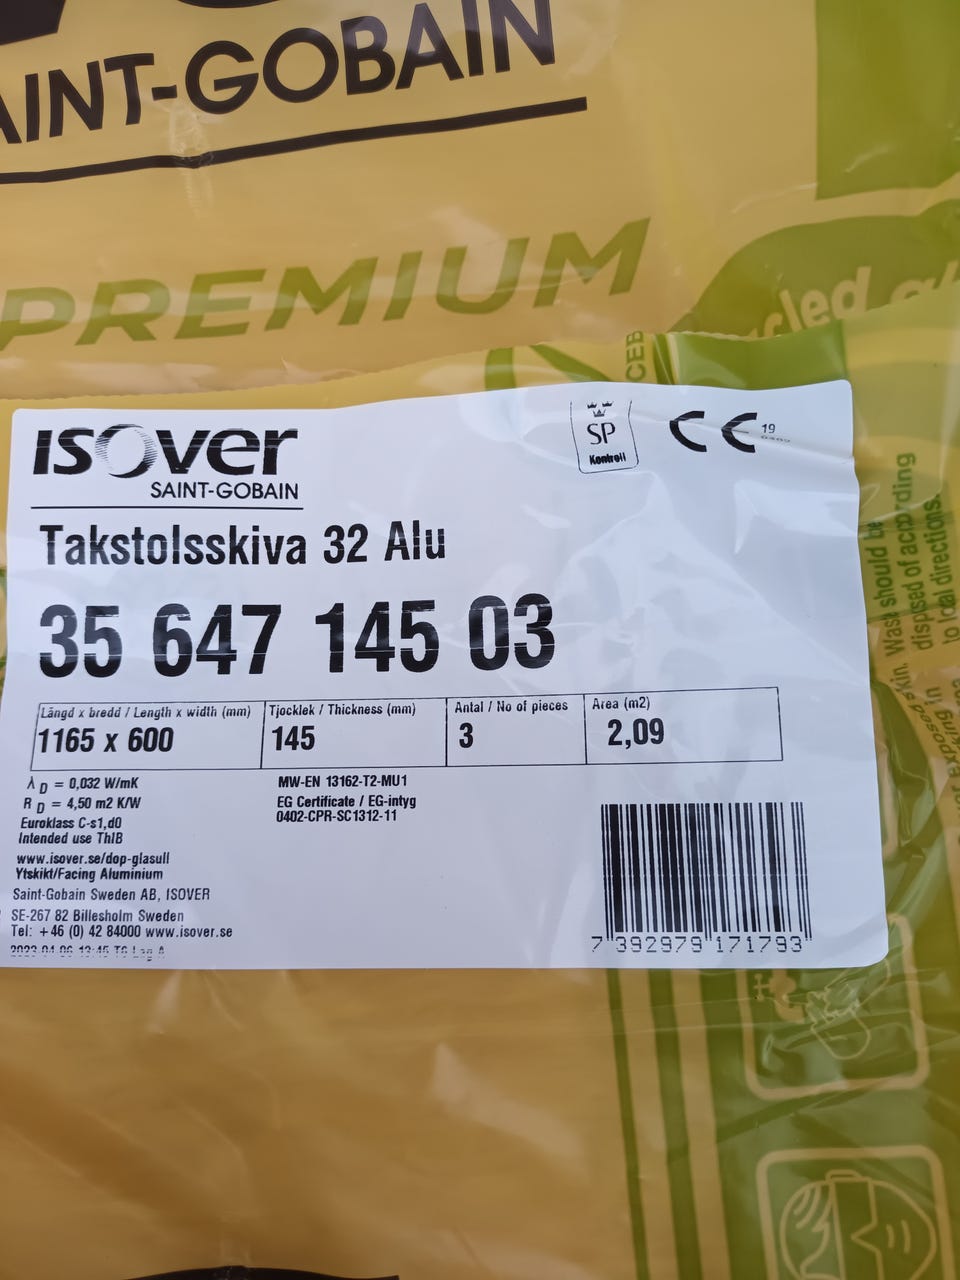 AINT-GOBAIN
PREMIUM
cled
ISOver
SAINT-GOBAIN
SP
Kontroll
CE
19
0402
Takstolsskiva 32 Alu
35 647 145 03
Längd x bredd / Length x width (mm)
1165 x 600
Tjocklek / Thickness (mm)
145
Antal / No of pieces
3
Area (m2)
2,09
λ D = 0,032 W/mK
R D = 4,50 m2 K/W
Euroklass C-s1,d0
Intended use ThIB
www.isover.se/dop-glasull
Ytskikt/Facing Aluminium
Saint-Gobain Sweden AB, ISOVER
SE-267 82 Billesholm Sweden
Tel: +46 (0) 42 84000 www.isover.se
MW-EN 13162-T2-MU1
EG Certificate / EG-intyg
0402-CPR-SC1312-11
7 392979 171793
Waste should be
disposed of according
to local directions.